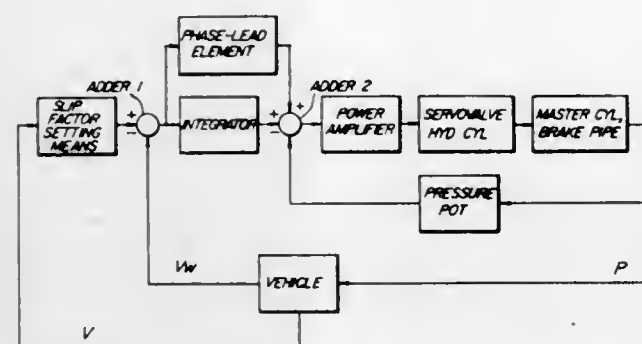 PHASE-LEAD
ELEMENT
ADDER 1
ADDER 2
SLIP
FACTOR
SETTING
MEANS
+
−
INTEGRATOR
+
+
−
POWER
AMPLIFIER
SERVOVALVE
HYD CYL
MASTER CYL,
BRAKE PIPE
PRESSURE
POT
Vw
VEHICLE
P
V